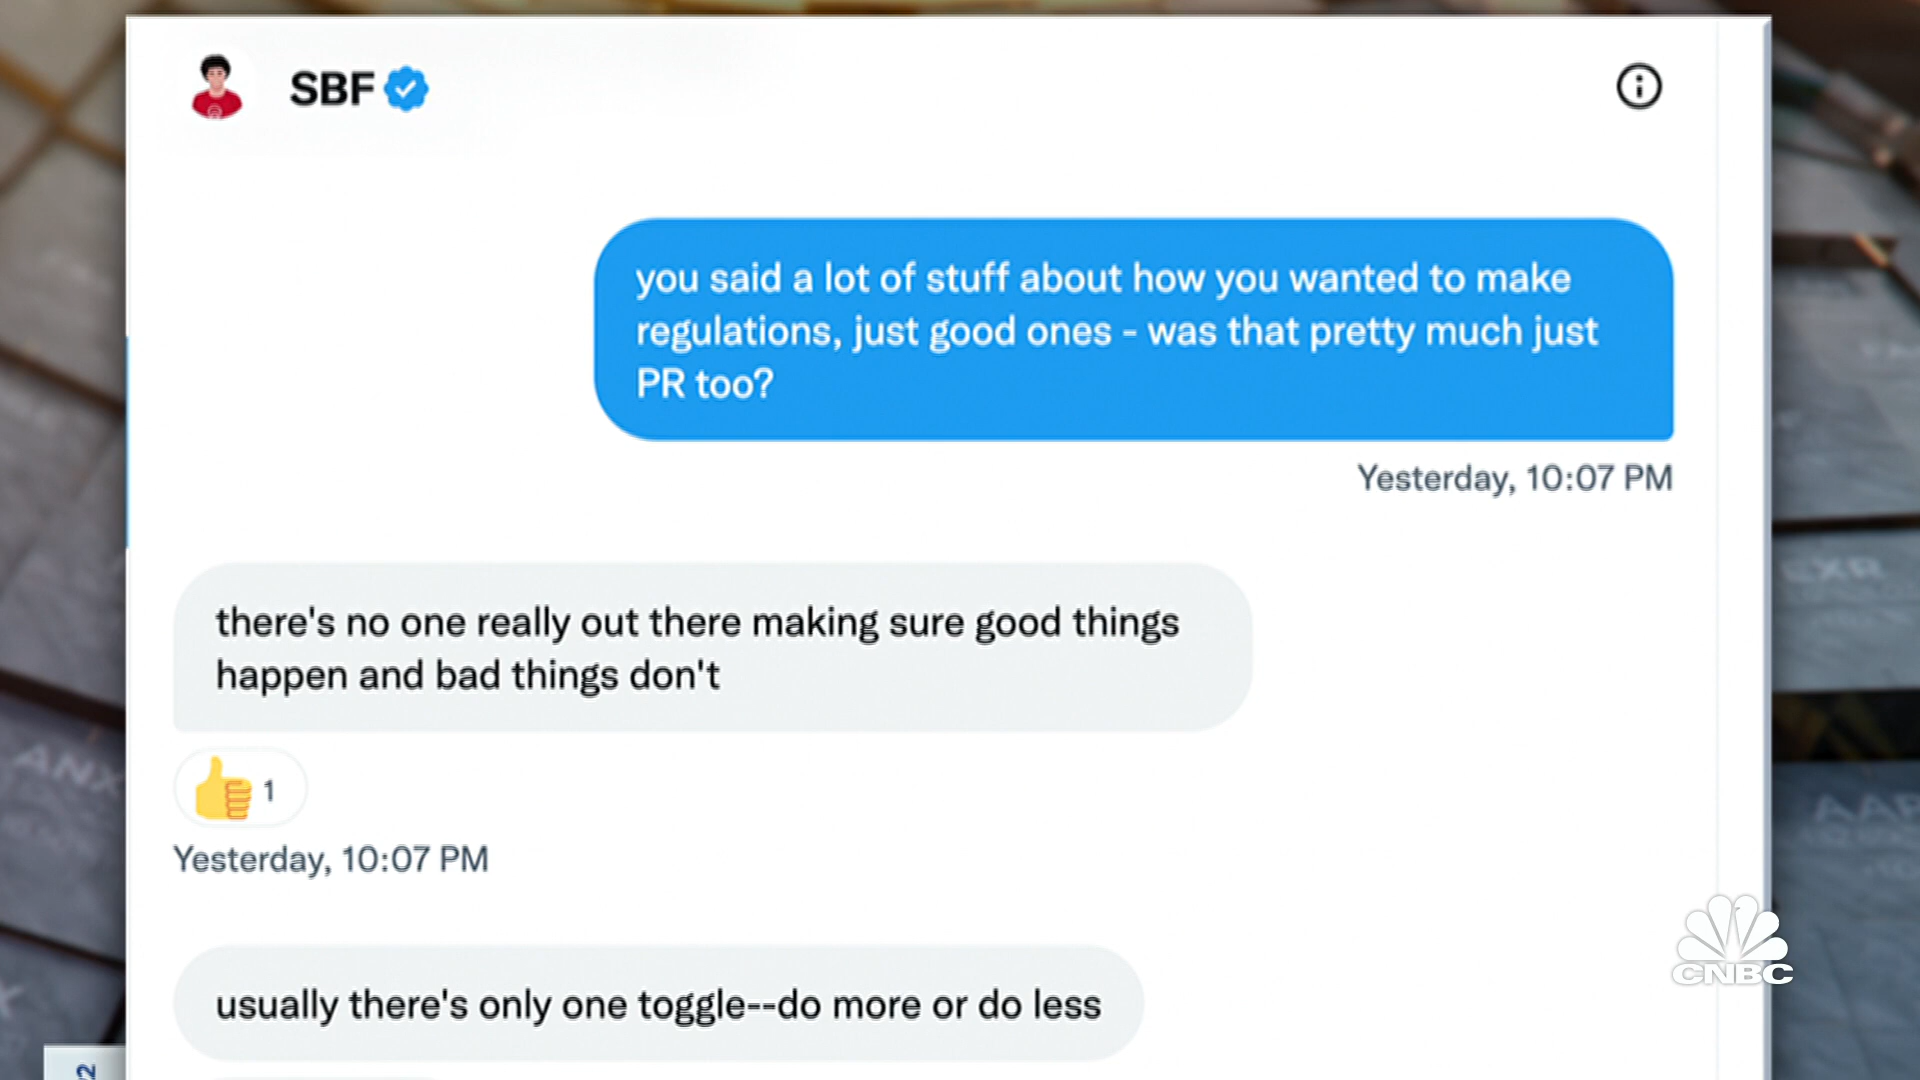 SBF
you said a lot of stuff about how you wanted to make
regulations, just good ones - was that pretty much just
PR too?
Yesterday, 10:07 PM
there's no one really out there making sure good things
happen and bad things don't
1
Yesterday, 10:07 PM
usually there's only one toggle--do more or do less
CNBC
EXR
ANX
AAP